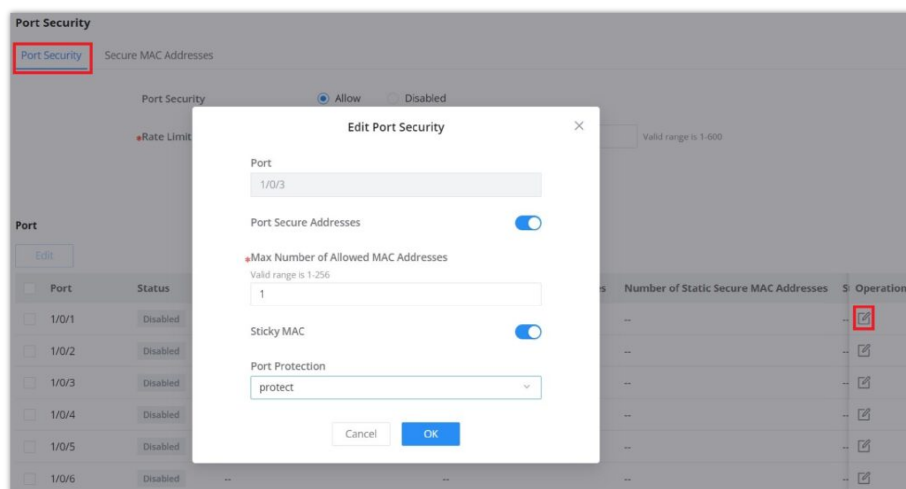 Port Security
Port Security Secure MAC Addresses
Port Security Allow Disabled
*Rate Limit Valid range is 1-600
Edit Port Security
Port
1/0/3
Port Secure Addresses
*Max Number of Allowed MAC Addresses
Valid range is 1-256
1
Sticky MAC
Port Protection
protect
Cancel OK
Port
Edit
Port Status Number of Static Secure MAC Addresses Operation
1/0/1 Disabled -- --
1/0/2 Disabled -- --
1/0/3 Disabled -- --
1/0/4 Disabled -- --
1/0/5 Disabled -- --
1/0/6 Disabled -- -- -- --